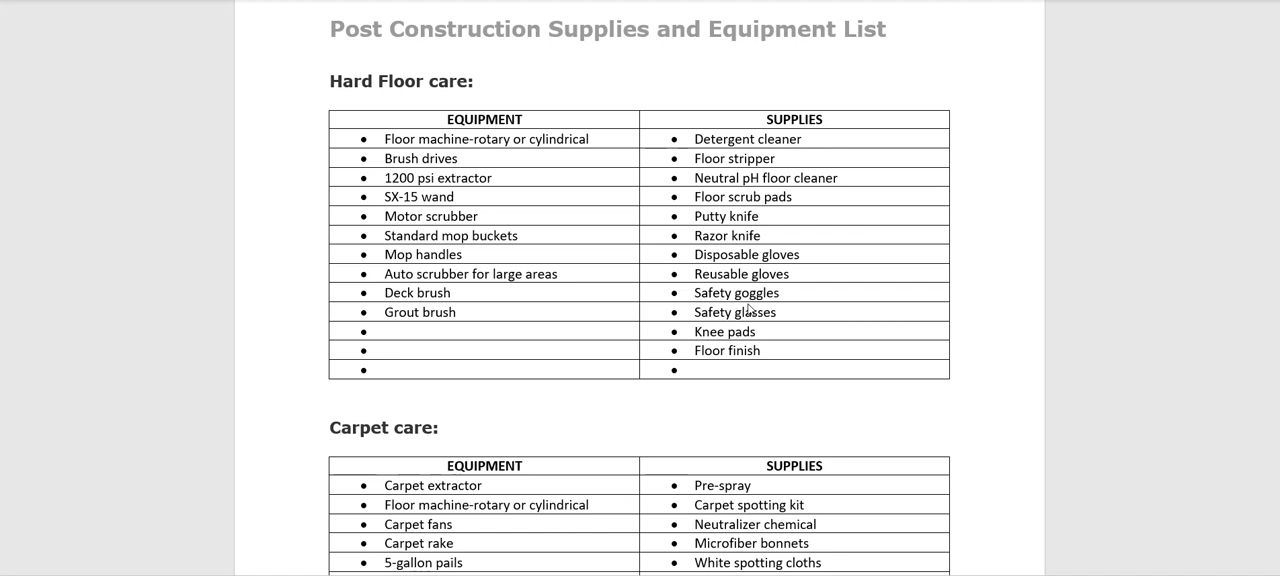 Post Construction Supplies and Equipment List
Hard Floor care:
EQUIPMENT SUPPLIES
• Floor machine-rotary or cylindrical • Detergent cleaner
• Brush drives • Floor stripper
• 1200 psi extractor • Neutral pH floor cleaner
• SX-15 wand • Floor scrub pads
• Motor scrubber • Putty knife
• Standard mop buckets • Razor knife
• Mop handles • Disposable gloves
• Auto scrubber for large areas • Reusable gloves
• Deck brush • Safety goggles
• Grout brush • Safety glasses
• • Knee pads
• • Floor finish
• •
Carpet care:
EQUIPMENT SUPPLIES
• Carpet extractor • Pre-spray
• Floor machine-rotary or cylindrical • Carpet spotting kit
• Carpet fans • Neutralizer chemical
• Carpet rake • Microfiber bonnets
• 5-gallon pails • White spotting cloths